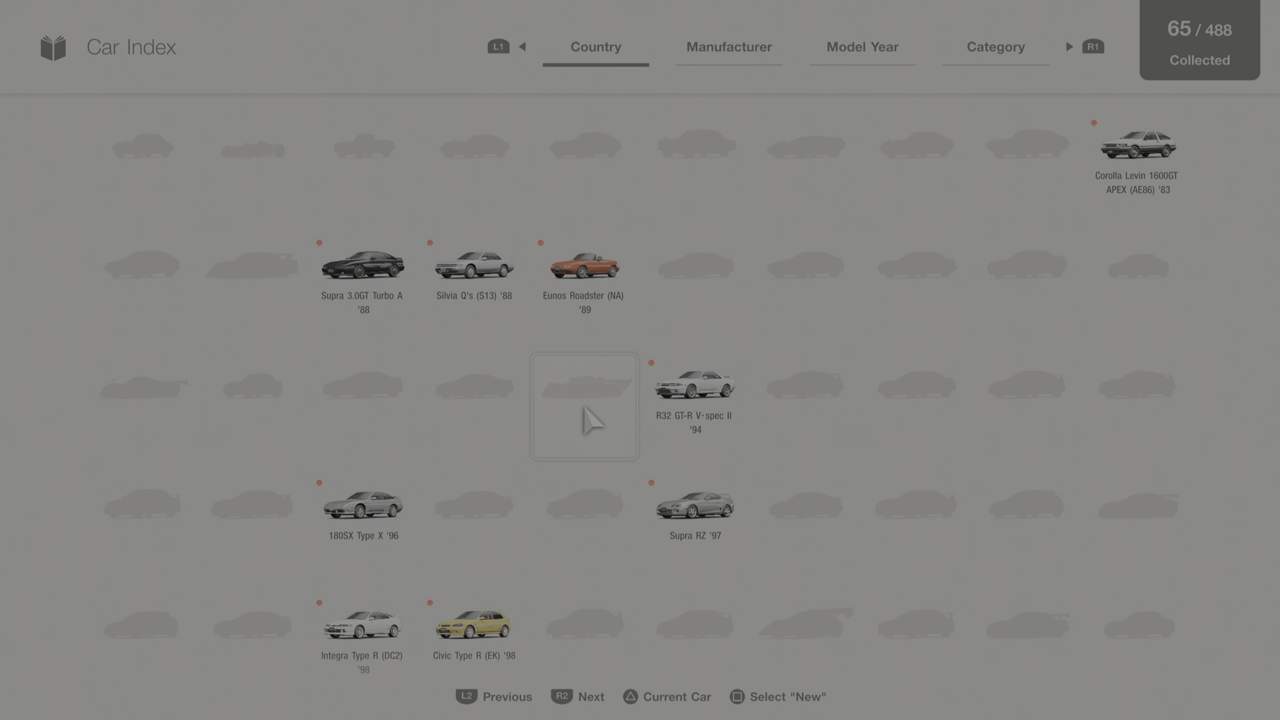 Car Index
L1
Country
Manufacturer
Model Year
Category
R1
65 / 488
Collected
Corolla Levin 1600GT
APEX (AE86) '83
Supra 3.0GT Turbo A
'88
Silvia Q's (S13) '88
Eunos Roadster (NA)
'89
R32 GT-R V·spec II
'94
180SX Type X '96
Supra RZ '97
Integra Type R (DC2)
'98
Civic Type R (EK) '98
L2 Previous
R2 Next
Current Car
Select "New"